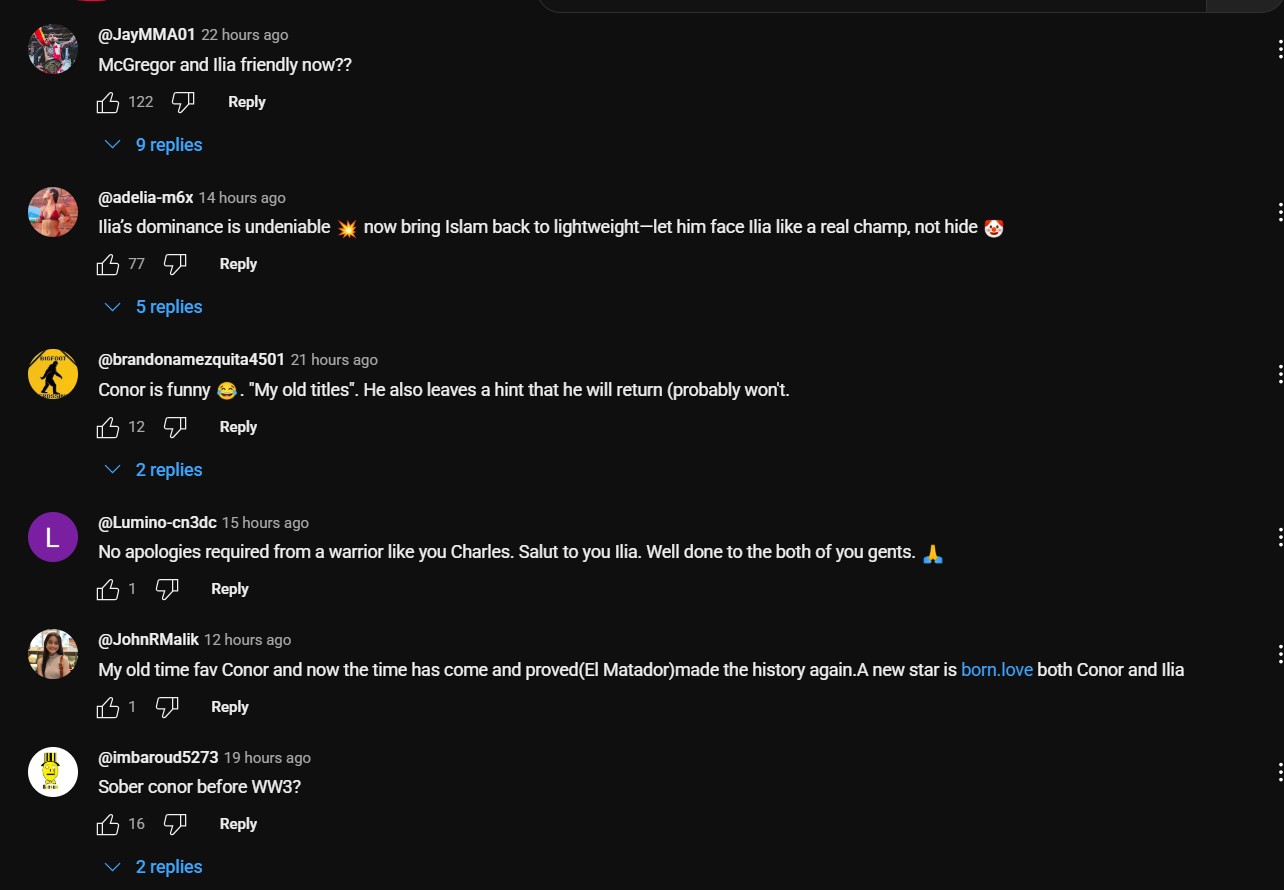 @JayMMA01 22 hours ago
McGregor and Ilia friendly now??
122 Reply
9 replies
@adelia-m6x 14 hours ago
Ilia’s dominance is undeniable 💥 now bring Islam back to lightweight—let him face Ilia like a real champ, not hide 🤡
77 Reply
5 replies
BIGFOOT
@brandonamezquita4501 21 hours ago
Conor is funny 😂. "My old titles". He also leaves a hint that he will return (probably won't.
12 Reply
2 replies
L
@Lumino-cn3dc 15 hours ago
No apologies required from a warrior like you Charles. Salut to you Ilia. Well done to the both of you gents. 🙏
1 Reply
@JohnRMalik 12 hours ago
My old time fav Conor and now the time has come and proved(El Matador)made the history again.A new star is born.love both Conor and Ilia
1 Reply
@imbaroud5273 19 hours ago
Sober conor before WW3?
16 Reply
2 replies